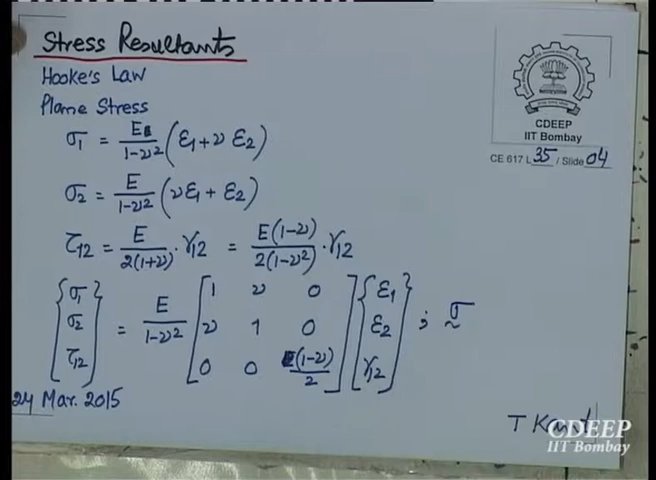 Stress Resultants
Hooke's Law
Plane Stress
σ1 = E/(1-ν²) (ε1 + ν ε2)
σ2 = E/(1-ν²) (νε1 + ε2)
τ12 = E/2(1+ν) · γ12 = E(1-ν)/2(1-ν²) · γ12
{σ1 σ2 τ12} = E/(1-ν²) [1 ν 0; ν 1 0; 0 0 (1-ν)/2] {ε1 ε2 γ12} ; σ
~
24 Mar. 2015
T Kant
CDEEP
IIT Bombay
CE 617 L 35 / Slide 04
CDEEP
IIT Bombay